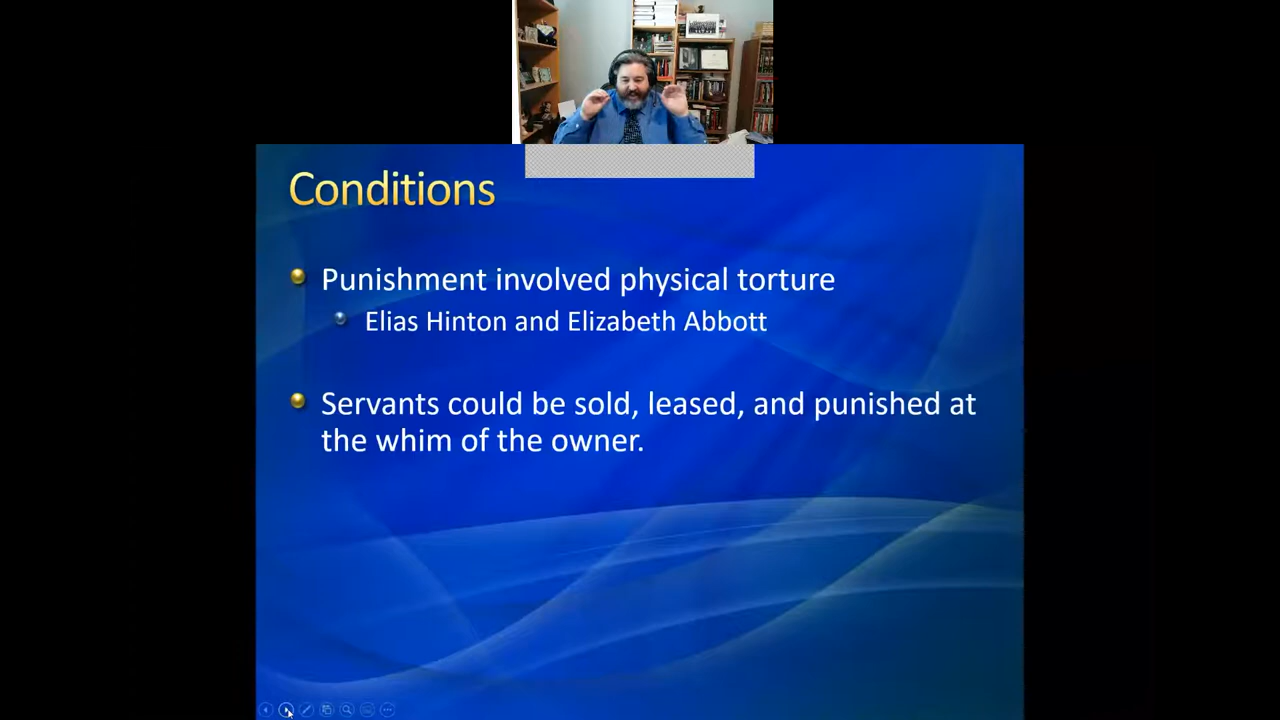 Conditions
Punishment involved physical torture
Elias Hinton and Elizabeth Abbott
Servants could be sold, leased, and punished at
the whim of the owner.